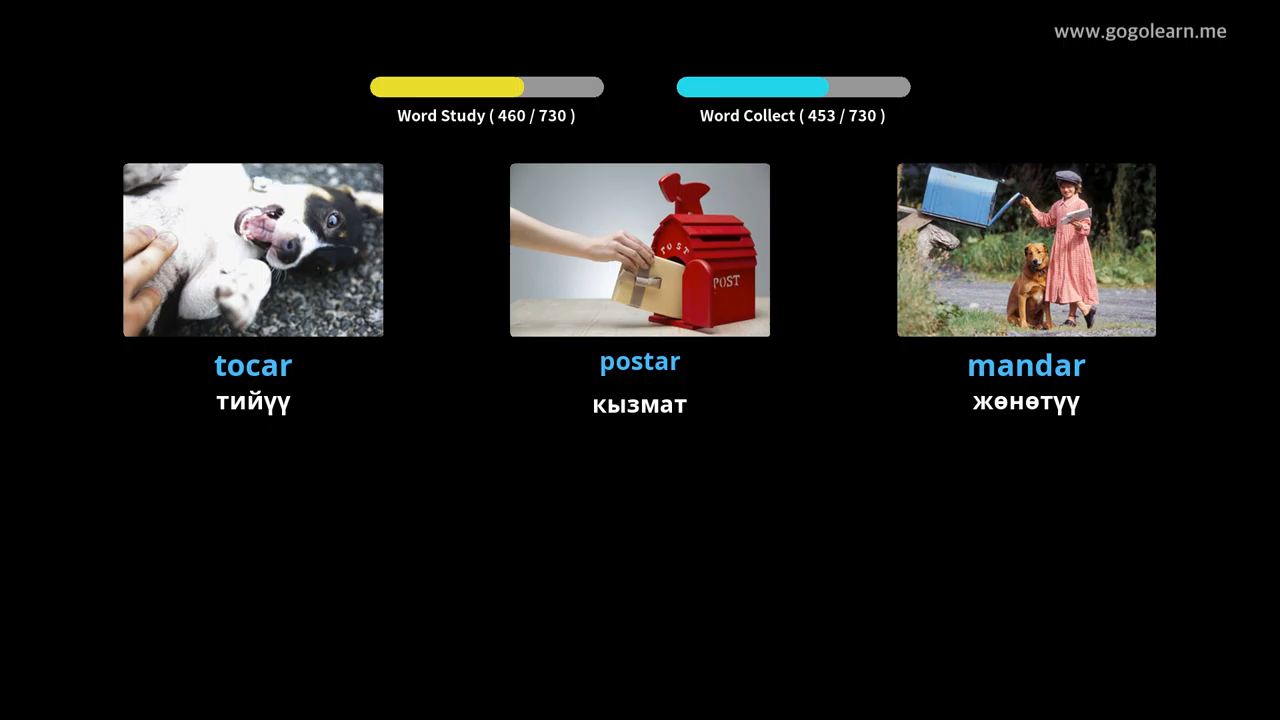 www.gogolearn.me
Word Study ( 460 / 730 )
Word Collect ( 453 / 730 )
POST
POST
tocar
postar
mandar
тийүү
кызмат
жөнөтүү